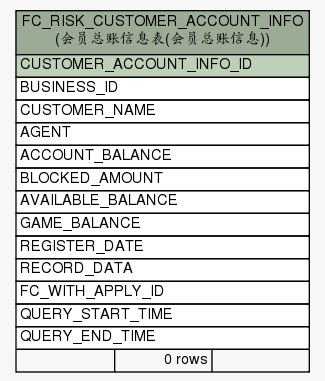 FC_RISK_CUSTOMER_ACCOUNT_INFO
(会员总账信息表(会员总账信息))
CUSTOMER_ACCOUNT_INFO_ID
BUSINESS_ID
CUSTOMER_NAME
AGENT
ACCOUNT_BALANCE
BLOCKED_AMOUNT
AVAILABLE_BALANCE
GAME_BALANCE
REGISTER_DATE
RECORD_DATA
FC_WITH_APPLY_ID
QUERY_START_TIME
QUERY_END_TIME
0 rows